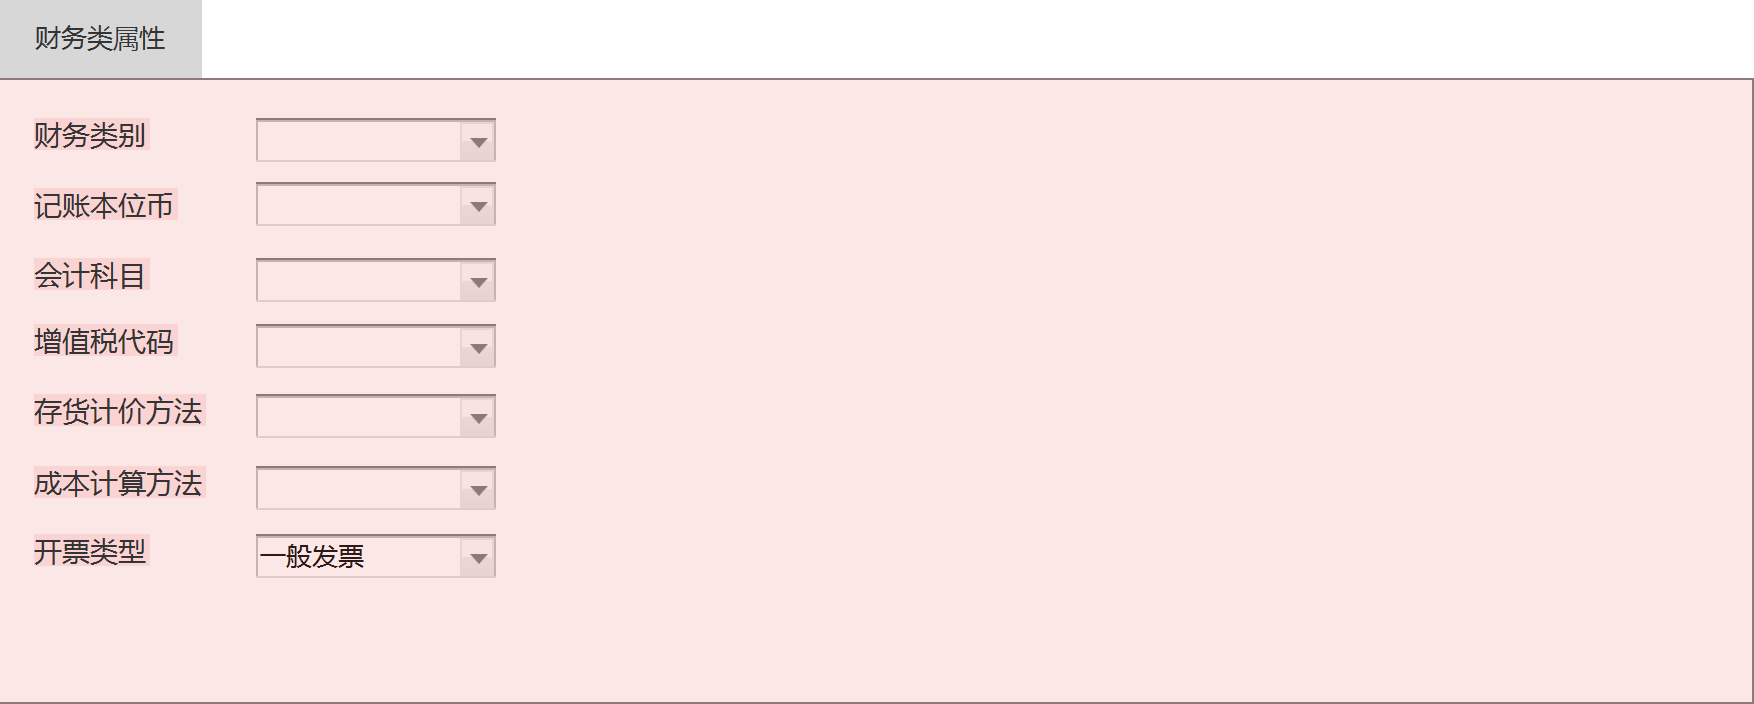 财务类属性
财务类别
记账本位币
会计科目
增值税代码
存货计价方法
成本计算方法
开票类型 一般发票